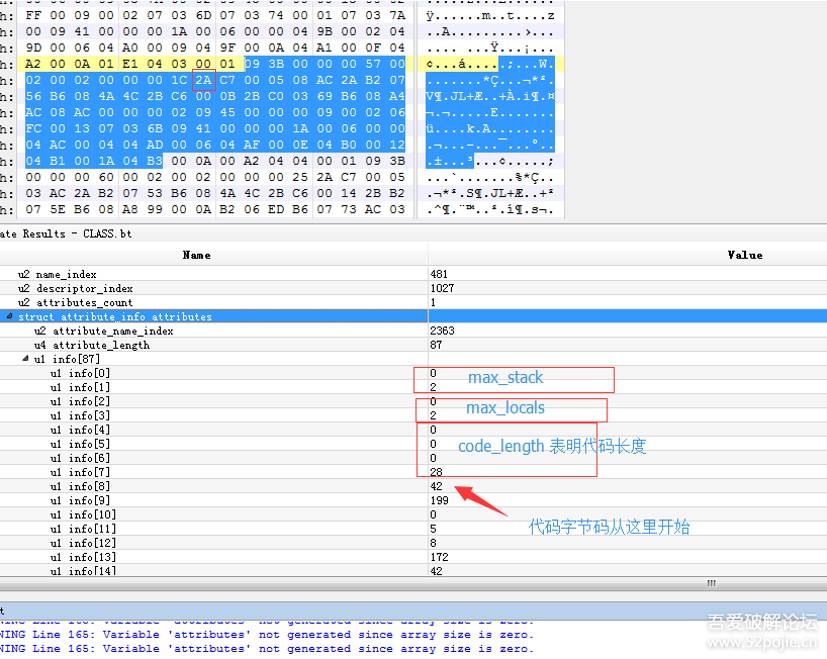 h: FF 00 09 00 02 07 03 6D 07 03 74 00 01 07 03 7A ÿ......m..t....z
h: 00 09 41 00 00 00 1A 00 06 00 00 04 9B 00 02 04 ..A.........›...
h: 9D 00 06 04 A0 00 09 04 9F 00 0A 04 A1 00 0F 04
h: A2 00 0A 01 E1 04 03 00 01 09 3B 00 00 00 57 00 ¢...á.....;...W.
h: 02 00 02 00 00 00 1C 2A C7 00 05 08 AC 2A B2 07 .......*Ç...¬*².
h: 56 B6 08 4A 4C 2B C6 00 0B 2B C0 03 69 B6 08 A4 V¶.JL+Æ..+À.i¶.¤
h: AC 08 AC 00 00 00 02 09 45 00 00 00 09 00 02 06 ¬.¬.....E.......
h: FC 00 13 07 03 6B 09 41 00 00 00 1A 00 06 00 00 ü....k.A........
h: 04 AC 00 04 04 AD 00 06 04 AF 00 0E 04 B0 00 12
h: 04 B1 00 1A 04 B3 00 0A 00 A2 04 04 00 01 09 3B .±...³...¢.....;
h: 00 00 00 60 00 02 00 02 00 00 00 25 2A C7 00 05 ...`.......%*Ç..
h: 03 AC 2A B2 07 53 B6 08 4A 4C 2B C6 00 14 2B B2 .¬*².S¶.JL+Æ..+²
h: 07 5E B6 08 A8 99 00 0A B2 06 ED B6 07 73 AC 03 .^¶.¨™..².í¶.s¬.
ate Results - CLASS.bt
Name Value
u2 name_index 481
u2 descriptor_index 1027
u2 attributes_count 1
struct attribute_info attributes
u2 attribute_name_index 2363
u4 attribute_length 87
u1 info[87]
u1 info[0] 0 max_stack
u1 info[1] 2
u1 info[2] 0 max_locals
u1 info[3] 2
u1 info[4] 0
u1 info[5] 0 code_length 表明代码长度
u1 info[6] 0
u1 info[7] 28
u1 info[8] 42
u1 info[9] 199
u1 info[10] 0
u1 info[11] 5 代码字节码从这里开始
u1 info[12] 8
u1 info[13] 172
u1 info[14] 42
t
NING Line 165: Variable 'attributes' not generated since array size is zero.
NING Line 165: Variable 'attributes' not generated since array size is zero.
NING Line 165: Variable 'attributes' not generated since array size is zero.
吾爱破解论坛
www.52pojie.cn